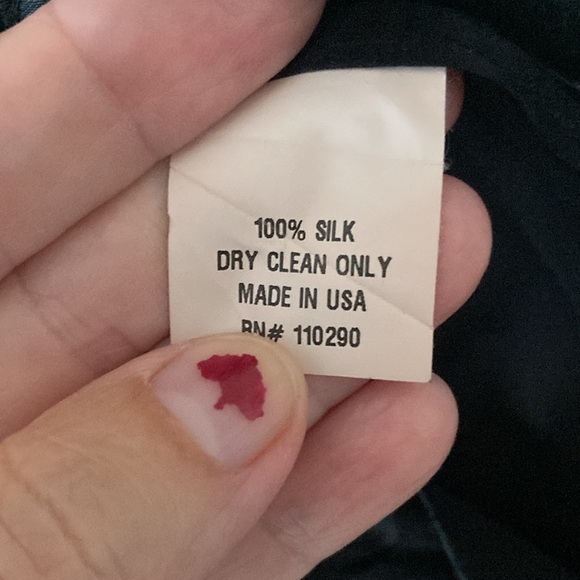 100% SILK
DRY CLEAN ONLY
MADE IN USA
RN# 110290